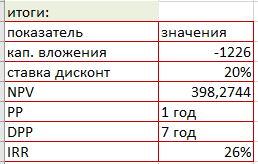 итоги:
показатель значения
кап. вложения -1226
ставка дисконт 20%
NPV 398,2744
PP 1 год
DPP 7 год
IRR 26%